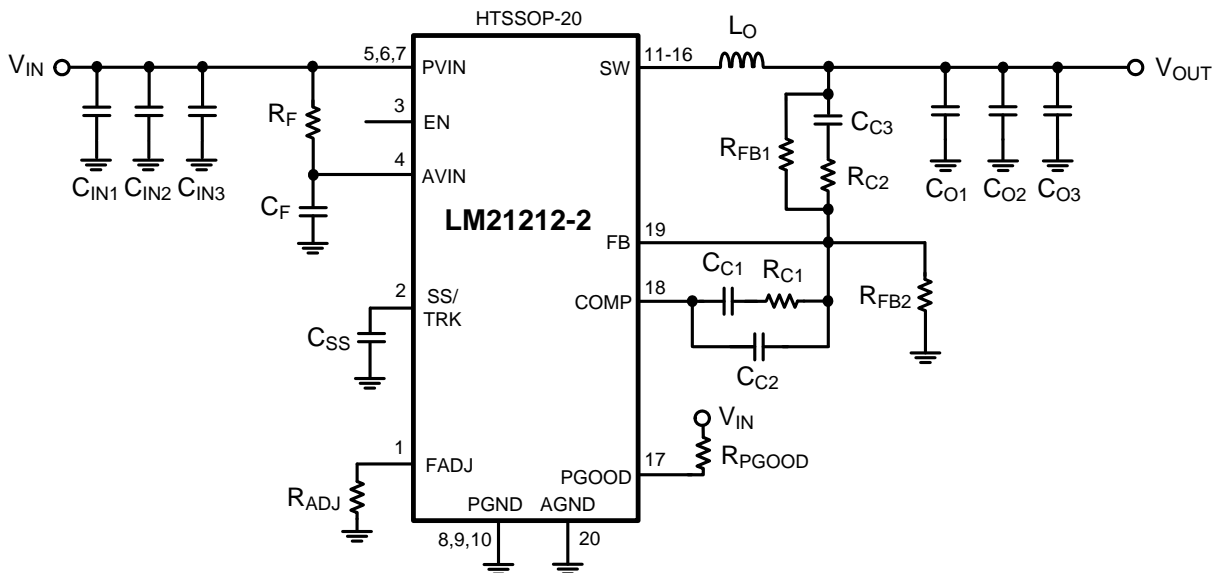 HTSSOP-20
V_IN
5,6,7
PVIN
SW
11-16
L_O
V_OUT
3
EN
R_F
4
AVIN
C_IN1
C_IN2
C_IN3
C_F
LM21212-2
R_FB1
C_C3
R_C2
C_O1
C_O2
C_O3
FB
19
C_C1
R_C1
COMP
18
R_FB2
C_C2
2
SS/
TRK
C_SS
V_IN
R_PGOOD
1
FADJ
PGOOD
17
R_ADJ
PGND
AGND
8,9,10
20